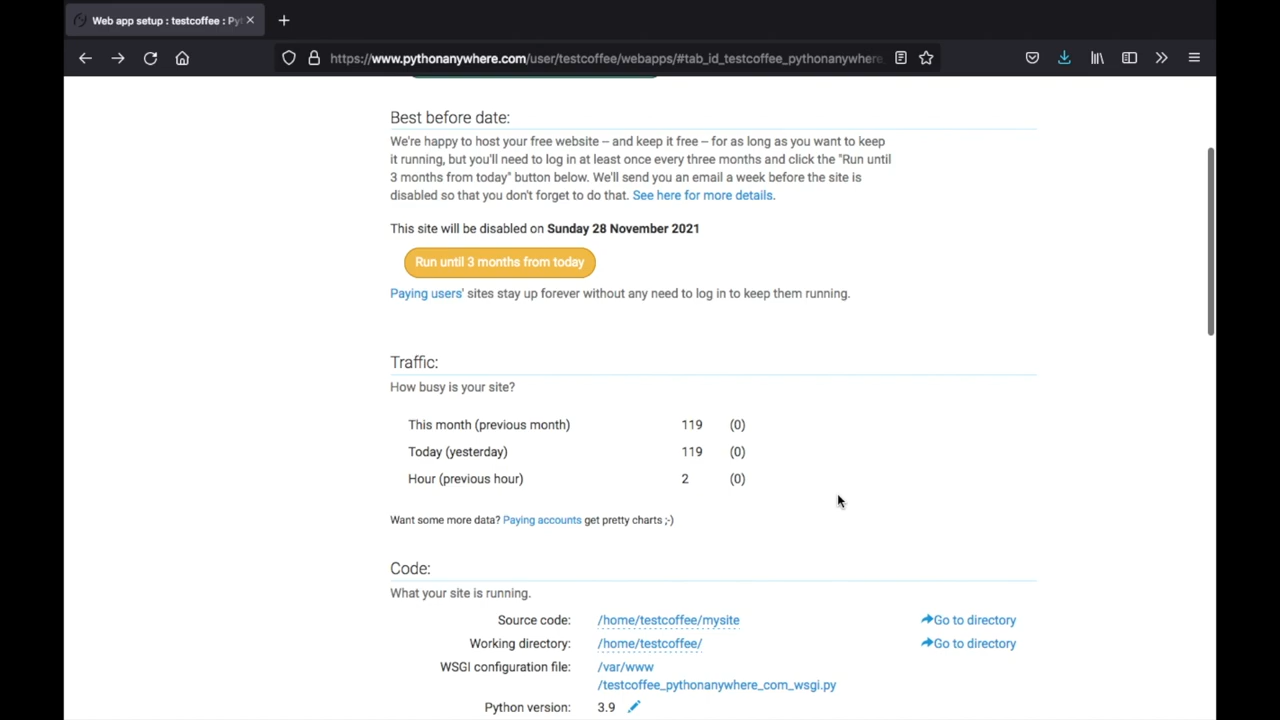 Web app setup : testcoffee : Py
https://www.pythonanywhere.com/user/testcoffee/webapps/#tab_id_testcoffee_pythonanywhere
Best before date:
We're happy to host your free website – and keep it free – for as long as you want to keep
it running, but you'll need to log in at least once every three months and click the "Run until
3 months from today" button below. We'll send you an email a week before the site is
disabled so that you don't forget to do that. See here for more details.
This site will be disabled on Sunday 28 November 2021
Run until 3 months from today
Paying users' sites stay up forever without any need to log in to keep them running.
Traffic:
How busy is your site?
This month (previous month) 119 (0)
Today (yesterday) 119 (0)
Hour (previous hour) 2 (0)
Want some more data? Paying accounts get pretty charts ;-)
Code:
What your site is running.
Source code: /home/testcoffee/mysite Go to directory
Working directory: /home/testcoffee/ Go to directory
WSGI configuration file: /var/www
/testcoffee_pythonanywhere_com_wsgi.py
Python version: 3.9